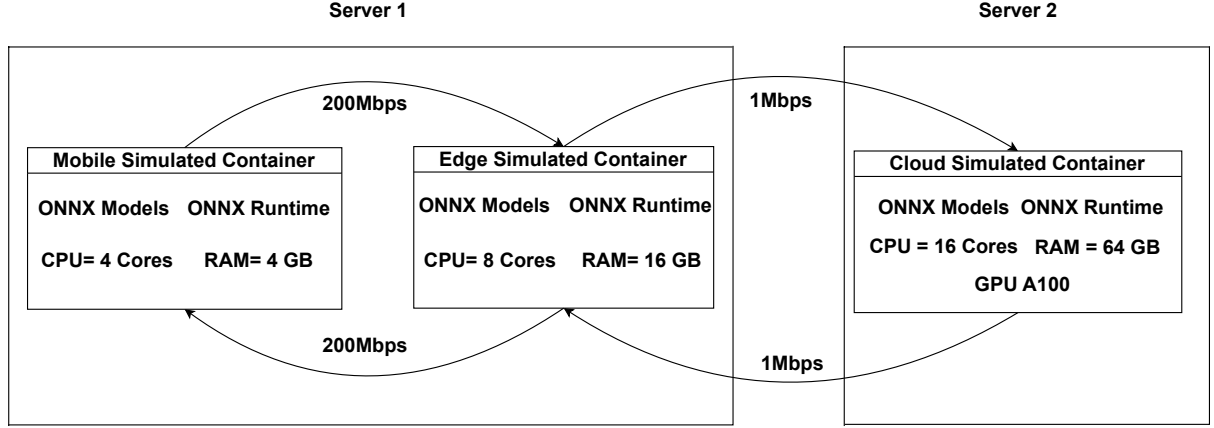 Server 1
Server 2
200Mbps
1Mbps
Mobile Simulated Container
ONNX Models ONNX Runtime
CPU= 4 Cores RAM= 4 GB
Edge Simulated Container
ONNX Models ONNX Runtime
CPU= 8 Cores RAM= 16 GB
Cloud Simulated Container
ONNX Models ONNX Runtime
CPU = 16 Cores RAM = 64 GB
GPU A100
200Mbps
1Mbps